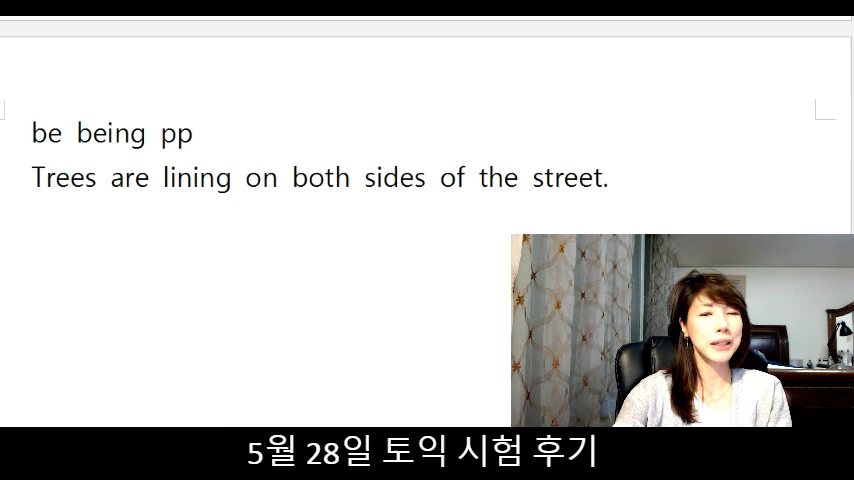 be being pp
Trees are lining on both sides of the street.
5월 28일 토익 시험 후기